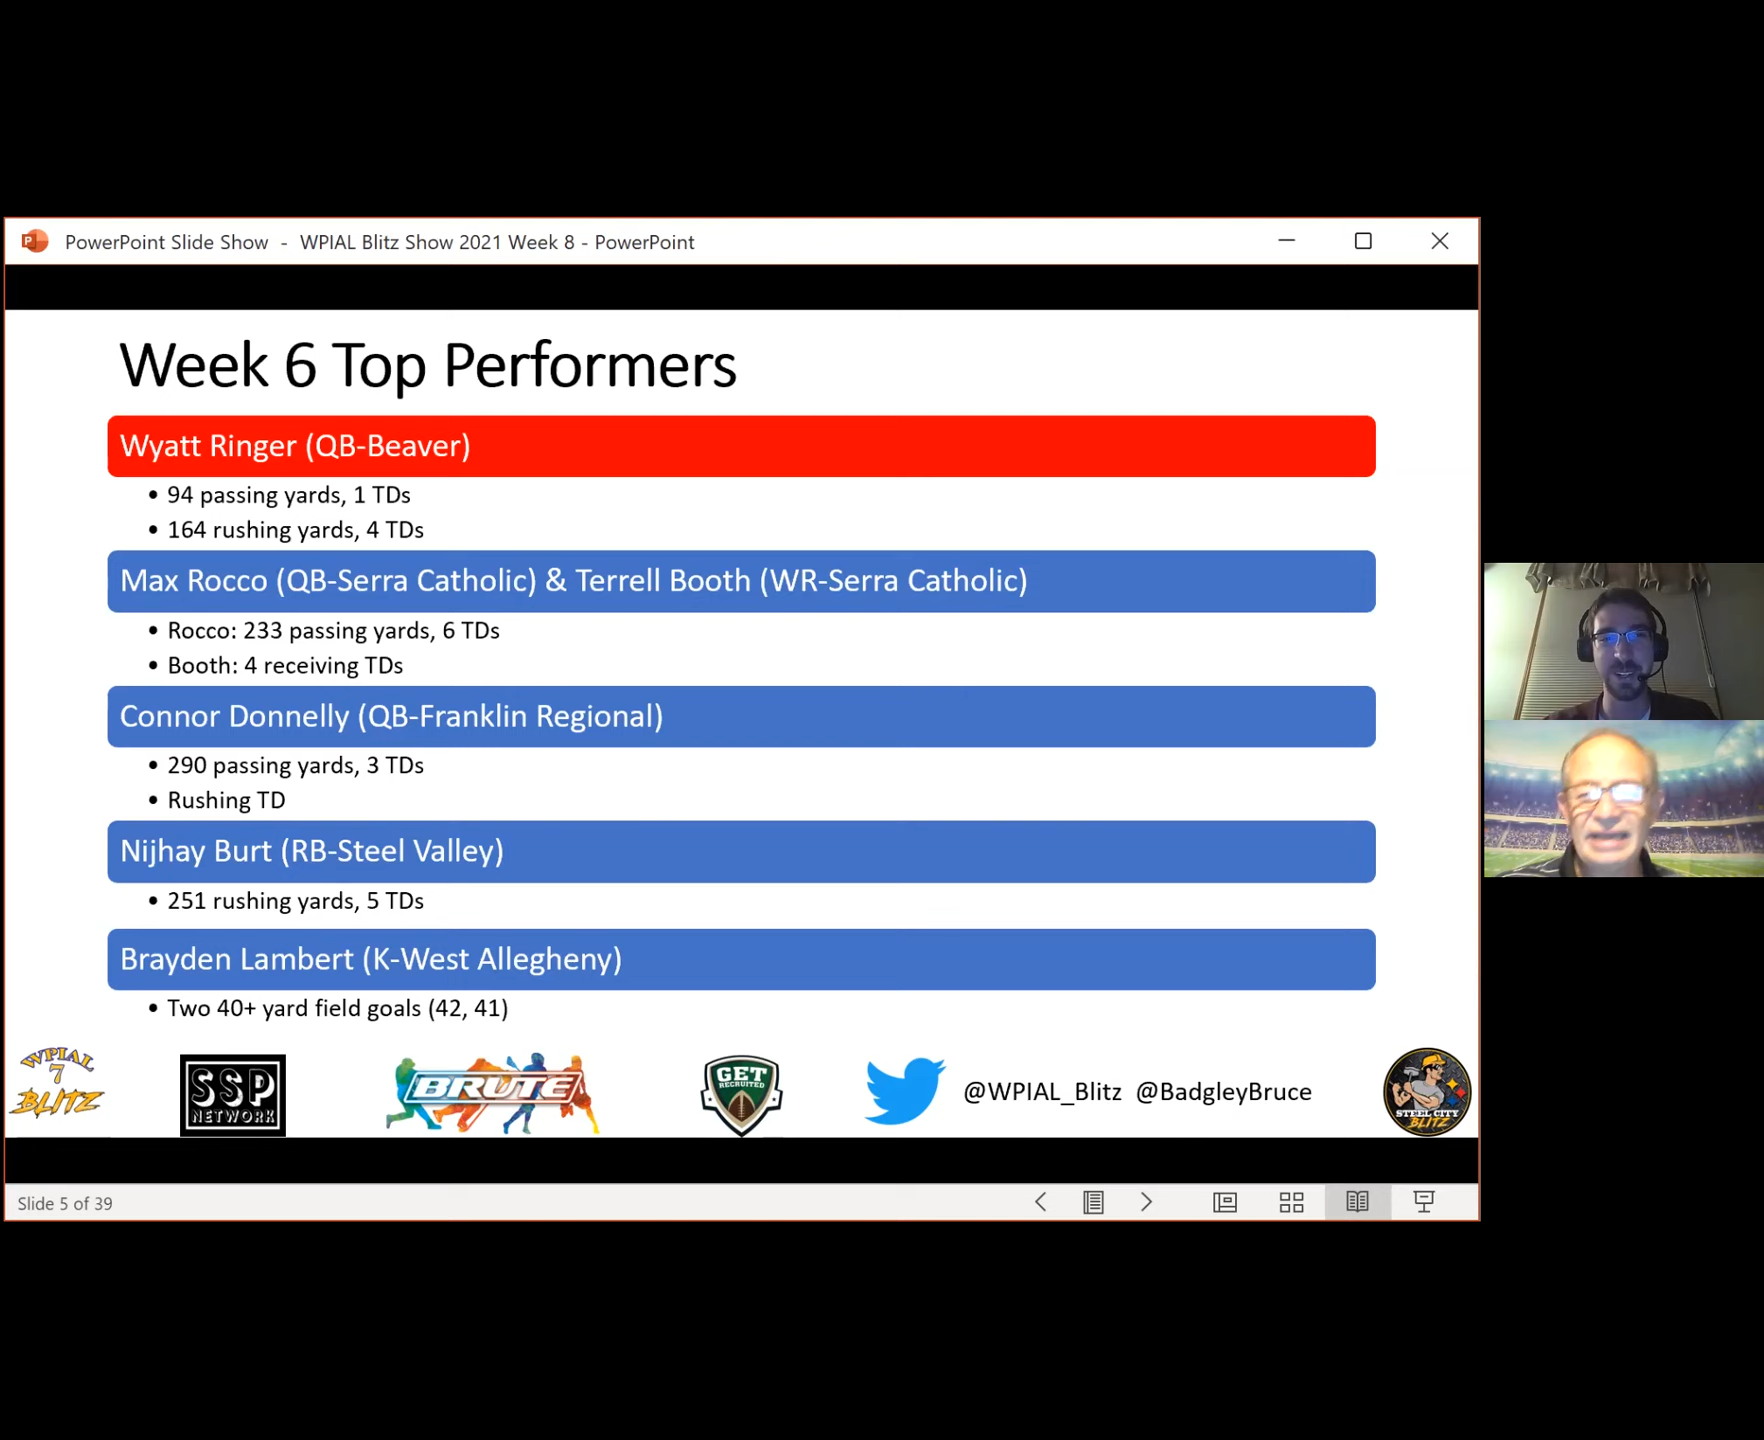 PowerPoint Slide Show - WPIAL Blitz Show 2021 Week 8 - PowerPoint
Week 6 Top Performers
Wyatt Ringer (QB-Beaver)
• 94 passing yards, 1 TDs
• 164 rushing yards, 4 TDs
Max Rocco (QB-Serra Catholic) & Terrell Booth (WR-Serra Catholic)
• Rocco: 233 passing yards, 6 TDs
• Booth: 4 receiving TDs
Connor Donnelly (QB-Franklin Regional)
• 290 passing yards, 3 TDs
• Rushing TD
Nijhay Burt (RB-Steel Valley)
• 251 rushing yards, 5 TDs
Brayden Lambert (K-West Allegheny)
• Two 40+ yard field goals (42, 41)
WPIAL
7
BLITZ
SSP
NETWORK
BRUTE
GET
RECRUITED
@WPIAL_Blitz @BadgleyBruce
STEEL CITY
BLITZ
Slide 5 of 39